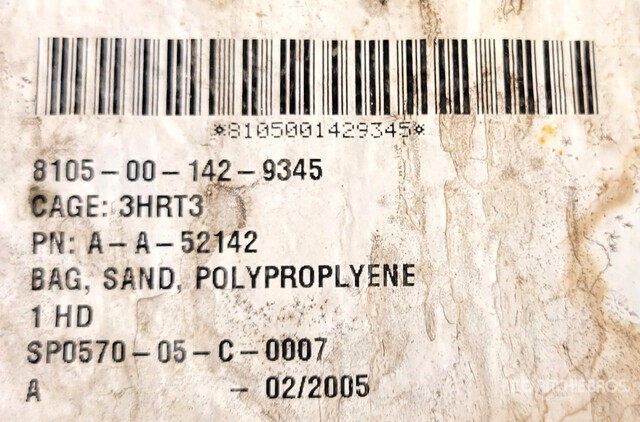 *8105001429345*
8105-00-142-9345
CAGE: 3HRT3
PN: A-A-52142
BAG, SAND, POLYPROPLYENE
1 HD
SP0570-05-C-0007
A - 02/2005